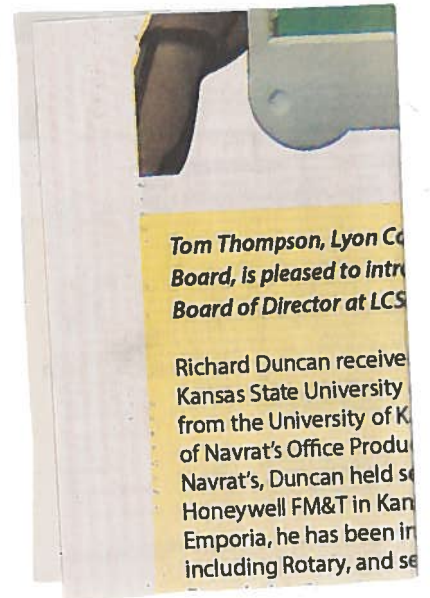 Tom Thompson, Lyon Co
Board, is pleased to intr
Board of Director at LCS
Richard Duncan receive
Kansas State University
from the University of K
of Navrat's Office Produ
Navrat's, Duncan held se
Honeywell FM&T in Kan
Emporia, he has been in
including Rotary, and se